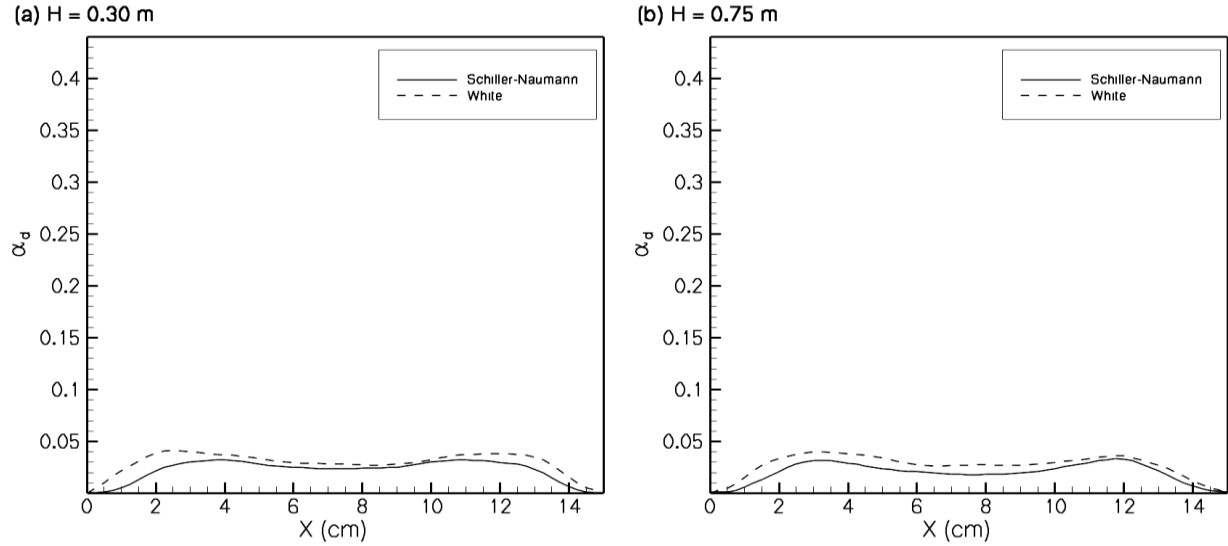 (a) H = 0.30 m
Schiller-Naumann
White
0.4
0.35
0.3
0.25
0.2
0.15
0.1
0.05
α_d
0 2 4 6 8 10 12 14
X (cm)
(b) H = 0.75 m
Schiller-Naumann
White
0.4
0.35
0.3
0.25
0.2
0.15
0.1
0.05
α_d
0 2 4 6 8 10 12 14
X (cm)